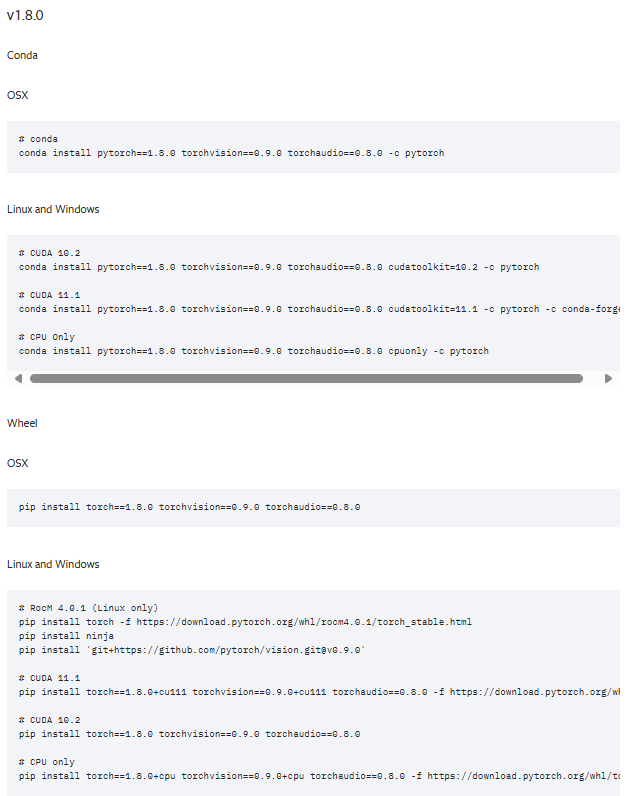 v1.8.0
Conda
OSX
# conda
conda install pytorch==1.8.0 torchvision==0.9.0 torchaudio==0.8.0 -c pytorch
Linux and Windows
# CUDA 10.2
conda install pytorch==1.8.0 torchvision==0.9.0 torchaudio==0.8.0 cudatoolkit=10.2 -c pytorch
# CUDA 11.1
conda install pytorch==1.8.0 torchvision==0.9.0 torchaudio==0.8.0 cudatoolkit=11.1 -c pytorch -c conda-forge
# CPU Only
conda install pytorch==1.8.0 torchvision==0.9.0 torchaudio==0.8.0 cpuonly -c pytorch
Wheel
OSX
pip install torch==1.8.0 torchvision==0.9.0 torchaudio==0.8.0
Linux and Windows
# RocM 4.0.1 (Linux only)
pip install torch -f https://download.pytorch.org/whl/rocm4.0.1/torch_stable.html
pip install ninja
pip install 'git+https://github.com/pytorch/vision.git@v0.9.0'
# CUDA 11.1
pip install torch==1.8.0+cu111 torchvision==0.9.0+cu111 torchaudio==0.8.0 -f https://download.pytorch.org/wh
# CUDA 10.2
pip install torch==1.8.0 torchvision==0.9.0 torchaudio==0.8.0
# CPU only
pip install torch==1.8.0+cpu torchvision==0.9.0+cpu torchaudio==0.8.0 -f https://download.pytorch.org/whl/to